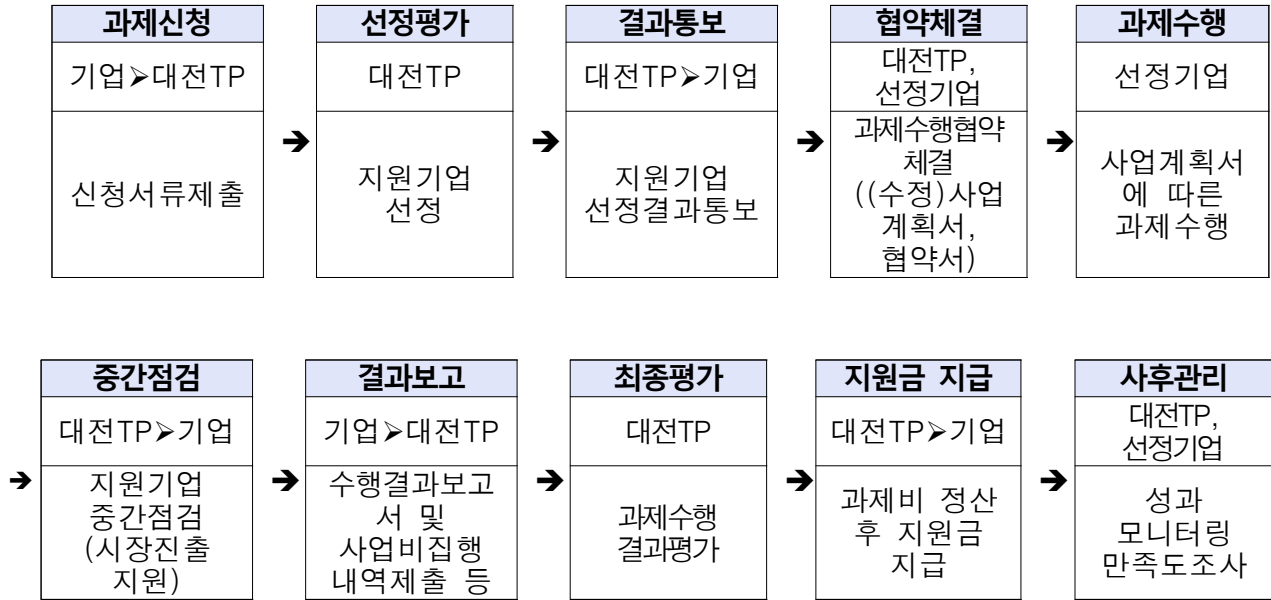 과제신청
기업➢대전TP
신청서류제출
➔
선정평가
대전TP
지원기업
선정
➔
결과통보
대전TP➢기업
지원기업
선정결과통보
➔
협약체결
대전TP,
선정기업
과제수행협약
체결
((수정)사업
계획서,
협약서)
➔
과제수행
선정기업
사업계획서
에 따른
과제수행
➔
중간점검
대전TP➢기업
지원기업
중간점검
(시장진출
지원)
➔
결과보고
기업➢대전TP
수행결과보고
서 및
사업비집행
내역제출 등
➔
최종평가
대전TP
과제수행
결과평가
➔
지원금 지급
대전TP➢기업
과제비 정산
후 지원금
지급
➔
사후관리
대전TP,
선정기업
성과
모니터링
만족도조사